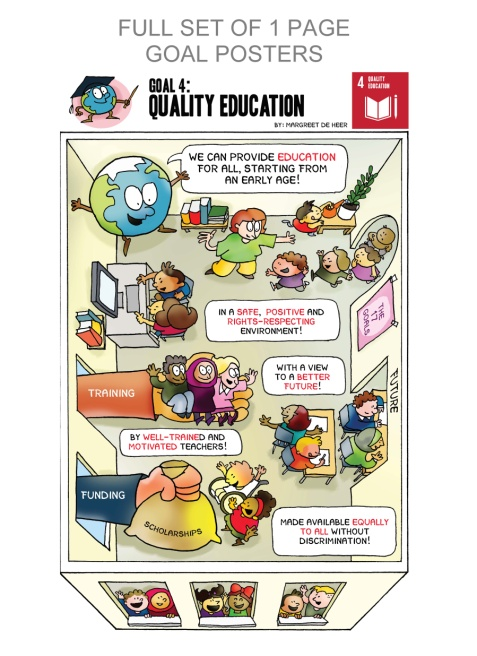 FULL SET OF 1 PAGE
GOAL POSTERS
GOAL 4:
QUALITY EDUCATION
BY: MARGREET DE HEER
4 QUALITY
EDUCATION
WE CAN PROVIDE EDUCATION
FOR ALL, STARTING FROM
AN EARLY AGE!
IN A SAFE, POSITIVE AND
RIGHTS-RESPECTING
ENVIRONMENT!
THE
17
GOALS
WITH A VIEW
TO A BETTER
FUTURE!
FUTURE
TRAINING
BY WELL-TRAINED AND
MOTIVATED TEACHERS!
FUNDING
SCHOLARSHIPS
MADE AVAILABLE EQUALLY
TO ALL WITHOUT
DISCRIMINATION!